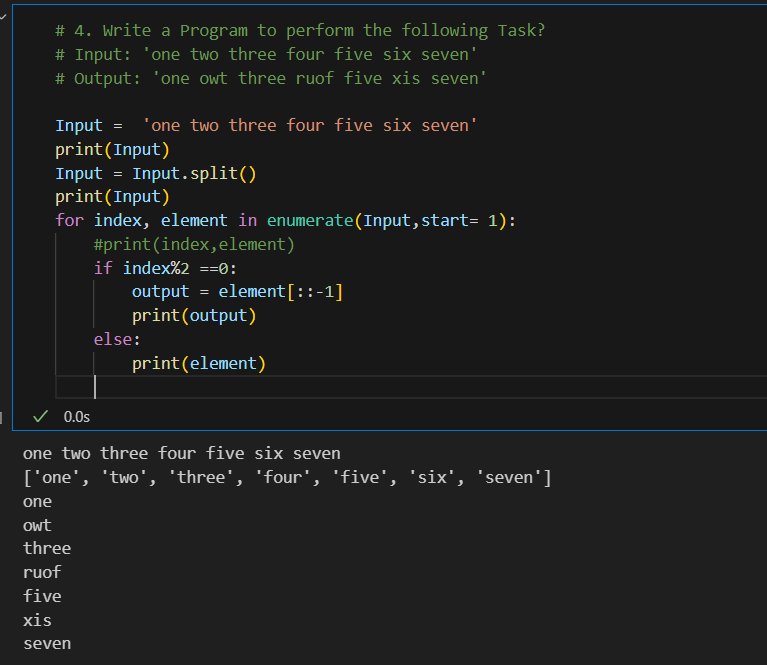 # 4. Write a Program to perform the following Task?
# Input: 'one two three four five six seven'
# Output: 'one owt three ruof five xis seven'
Input =  'one two three four five six seven'
print(Input)
Input = Input.split()
print(Input)
for index, element in enumerate(Input,start= 1):
    #print(index,element)
    if index%2 ==0:
        output = element[::-1]
        print(output)
    else:
        print(element)
0.0s
one two three four five six seven
['one', 'two', 'three', 'four', 'five', 'six', 'seven']
one
owt
three
ruof
five
xis
seven